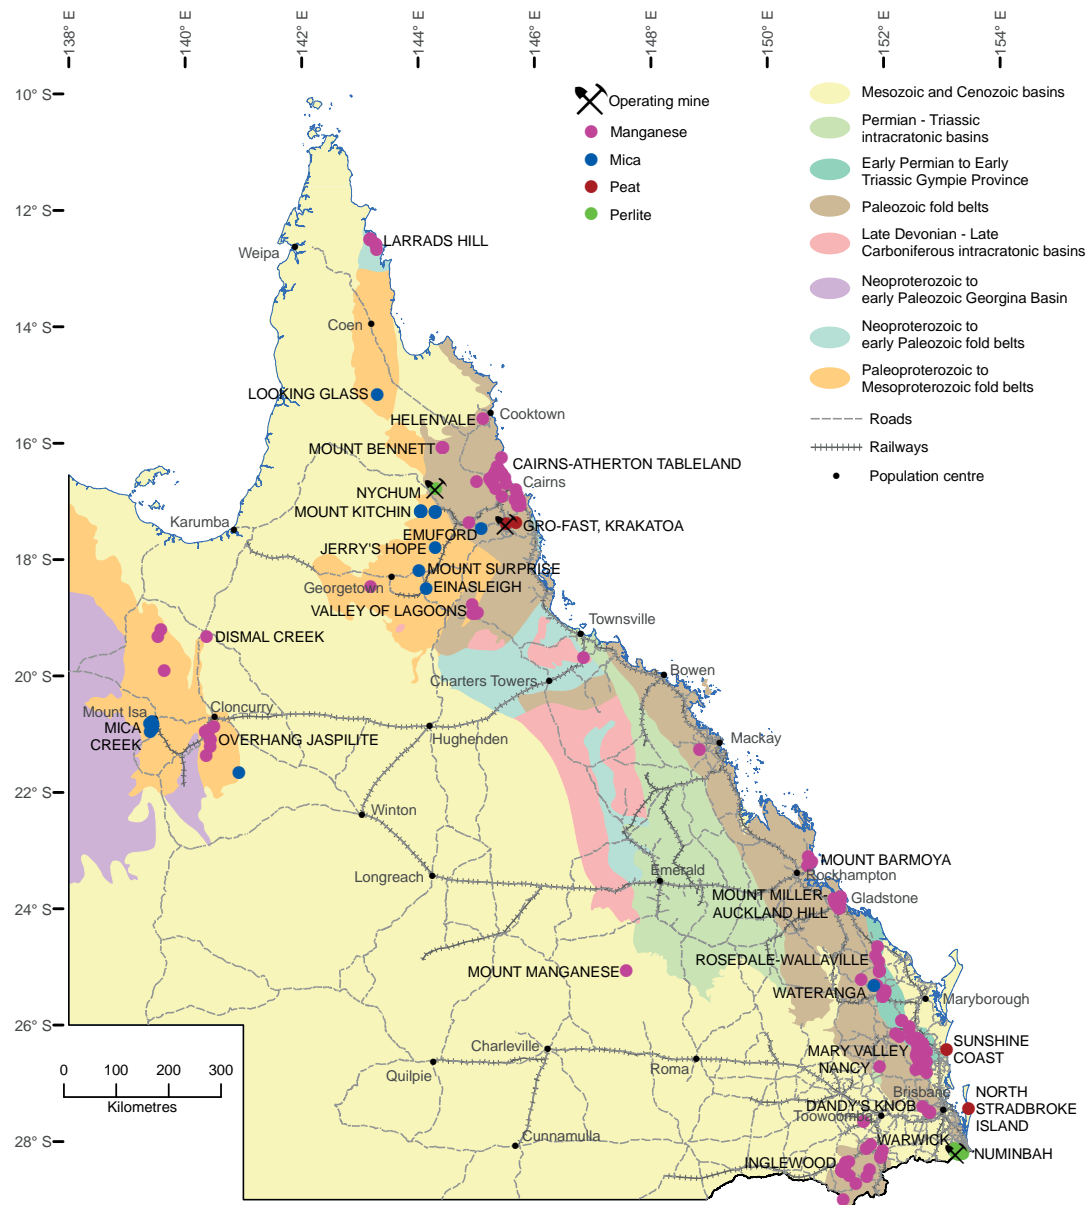 138° E
140° E
142° E
144° E
146° E
148° E
150° E
152° E
154° E
10° S
12° S
14° S
16° S
18° S
20° S
22° S
24° S
26° S
28° S
Operating mine
Manganese
Mica
Peat
Perlite
Mesozoic and Cenozoic basins
Permian - Triassic
intracratonic basins
Early Permian to Early
Triassic Gympie Province
Paleozoic fold belts
Late Devonian - Late
Carboniferous intracratonic basins
Neoproterozoic to
early Paleozoic Georgina Basin
Neoproterozoic to
early Paleozoic fold belts
Paleoproterozoic to
Mesoproterozoic fold belts
Roads
Railways
Population centre
LARRADS HILL
Weipa
Coen
LOOKING GLASS
HELENVALE
Cooktown
MOUNT BENNETT
CAIRNS-ATHERTON TABLELAND
Cairns
NYCHUM
MOUNT KITCHIN
Karumba
GRO-FAST, KRAKATOA
EMUFORD
JERRY'S HOPE
MOUNT SURPRISE
Georgetown
EINASLEIGH
VALLEY OF LAGOONS
Townsville
DISMAL CREEK
Charters Towers
Bowen
Mount Isa
Cloncurry
MICA
CREEK
OVERHANG JASPILITE
Hughenden
Mackay
Winton
Longreach
Emerald
MOUNT BARMOYA
Rockhampton
MOUNT MILLER-
AUCKLAND HILL
Gladstone
ROSEDALE-WALLAVILLE
MOUNT MANGANESE
WATERANGA
Maryborough
Charleville
Quilpie
Roma
MARY VALLEY
NANCY
SUNSHINE
COAST
Brisbane
NORTH
STRADBROKE
ISLAND
DANDY'S KNOB
Toowoomba
Cunnamulla
WARWICK
NUMINBAH
INGLEWOOD
0 100 200 300
Kilometres